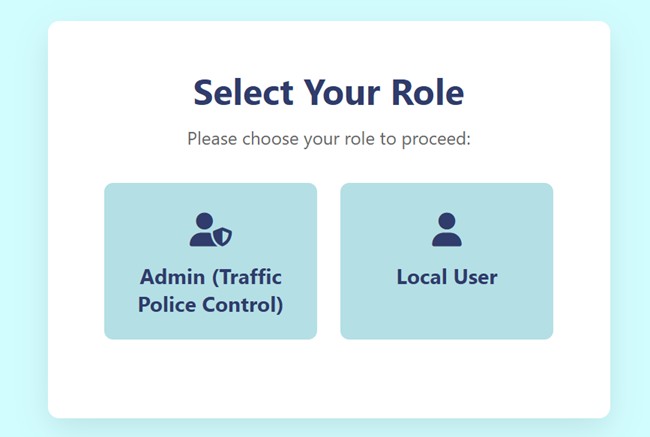 Select Your Role
Please choose your role to proceed:
Admin (Traffic
Police Control)
Local User